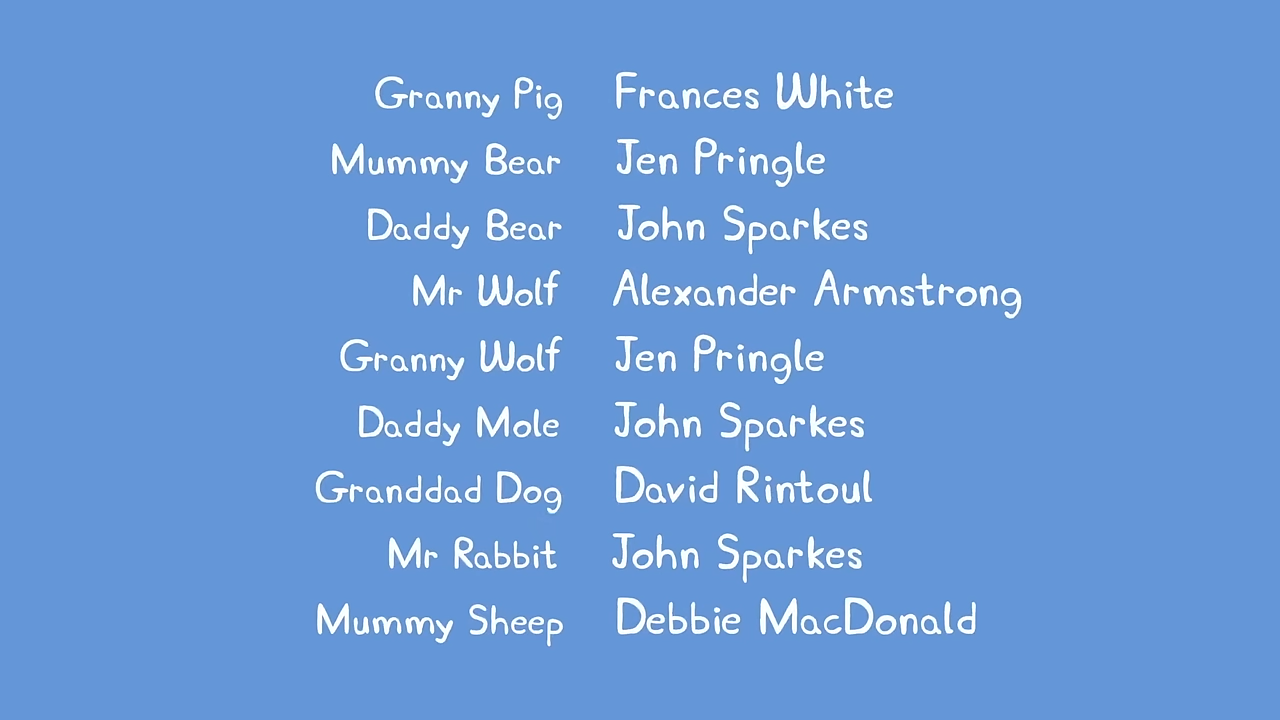 Granny Pig Frances White
Mummy Bear Jen Pringle
Daddy Bear John Sparkes
Mr Wolf Alexander Armstrong
Granny Wolf Jen Pringle
Daddy Mole John Sparkes
Granddad Dog David Rintoul
Mr Rabbit John Sparkes
Mummy Sheep Debbie MacDonald